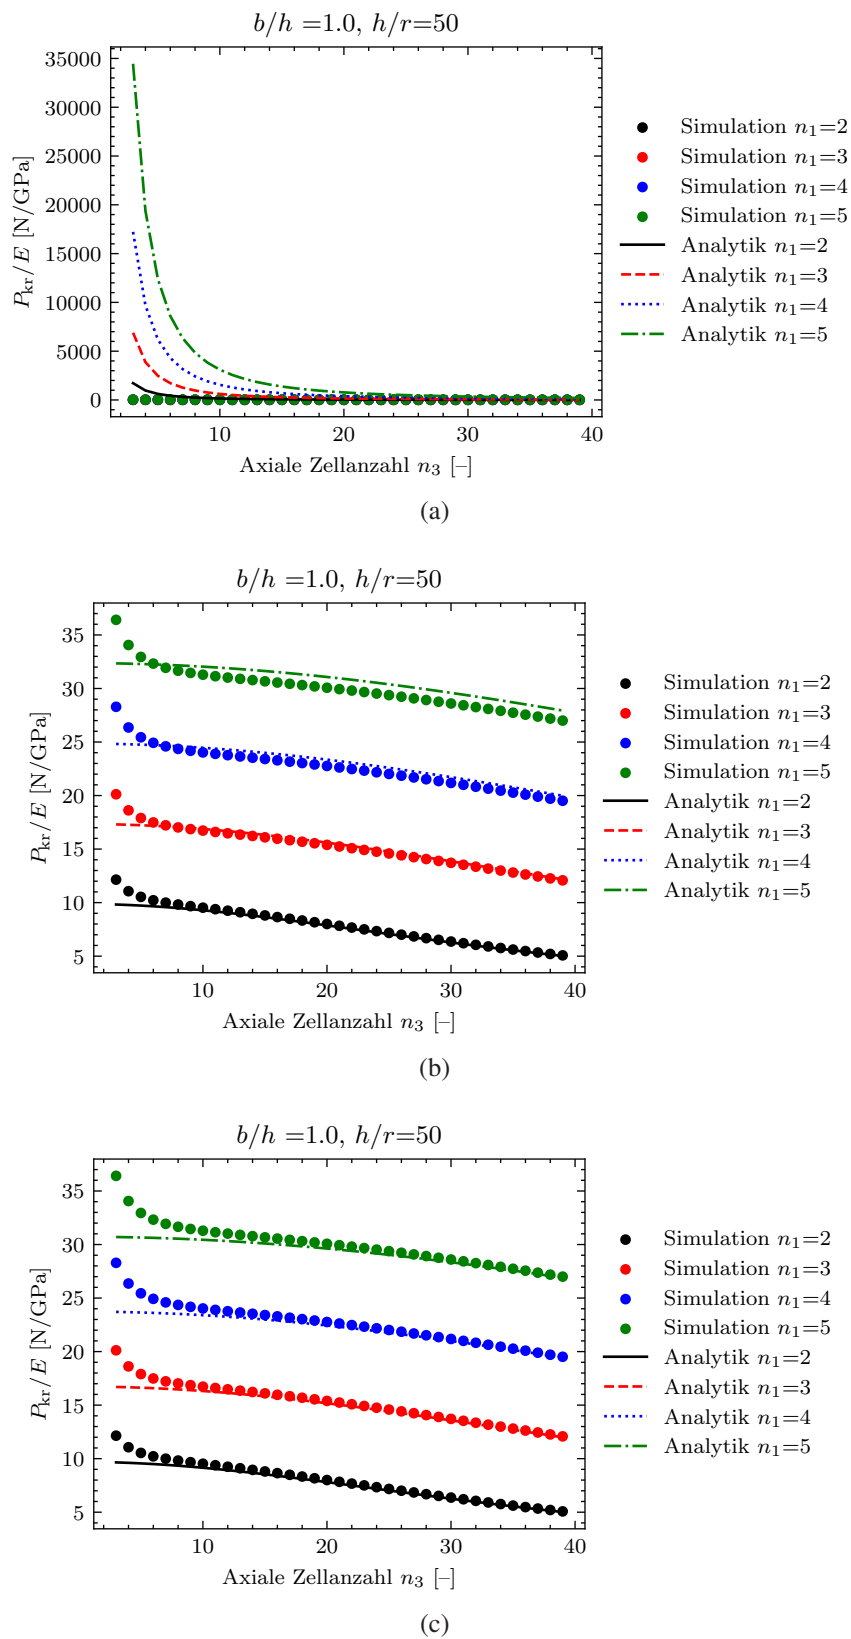 b/h =1.0, h/r=50
35000
30000
25000
20000
15000
10000
5000
0
P_kr/E [N/GPa]
10
20
30
40
Axiale Zellanzahl n_3 [–]
Simulation n_1=2
Simulation n_1=3
Simulation n_1=4
Simulation n_1=5
Analytik n_1=2
Analytik n_1=3
Analytik n_1=4
Analytik n_1=5
(a)
b/h =1.0, h/r=50
35
30
25
20
15
10
5
P_kr/E [N/GPa]
10
20
30
40
Axiale Zellanzahl n_3 [–]
Simulation n_1=2
Simulation n_1=3
Simulation n_1=4
Simulation n_1=5
Analytik n_1=2
Analytik n_1=3
Analytik n_1=4
Analytik n_1=5
(b)
b/h =1.0, h/r=50
35
30
25
20
15
10
5
P_kr/E [N/GPa]
10
20
30
40
Axiale Zellanzahl n_3 [–]
Simulation n_1=2
Simulation n_1=3
Simulation n_1=4
Simulation n_1=5
Analytik n_1=2
Analytik n_1=3
Analytik n_1=4
Analytik n_1=5
(c)